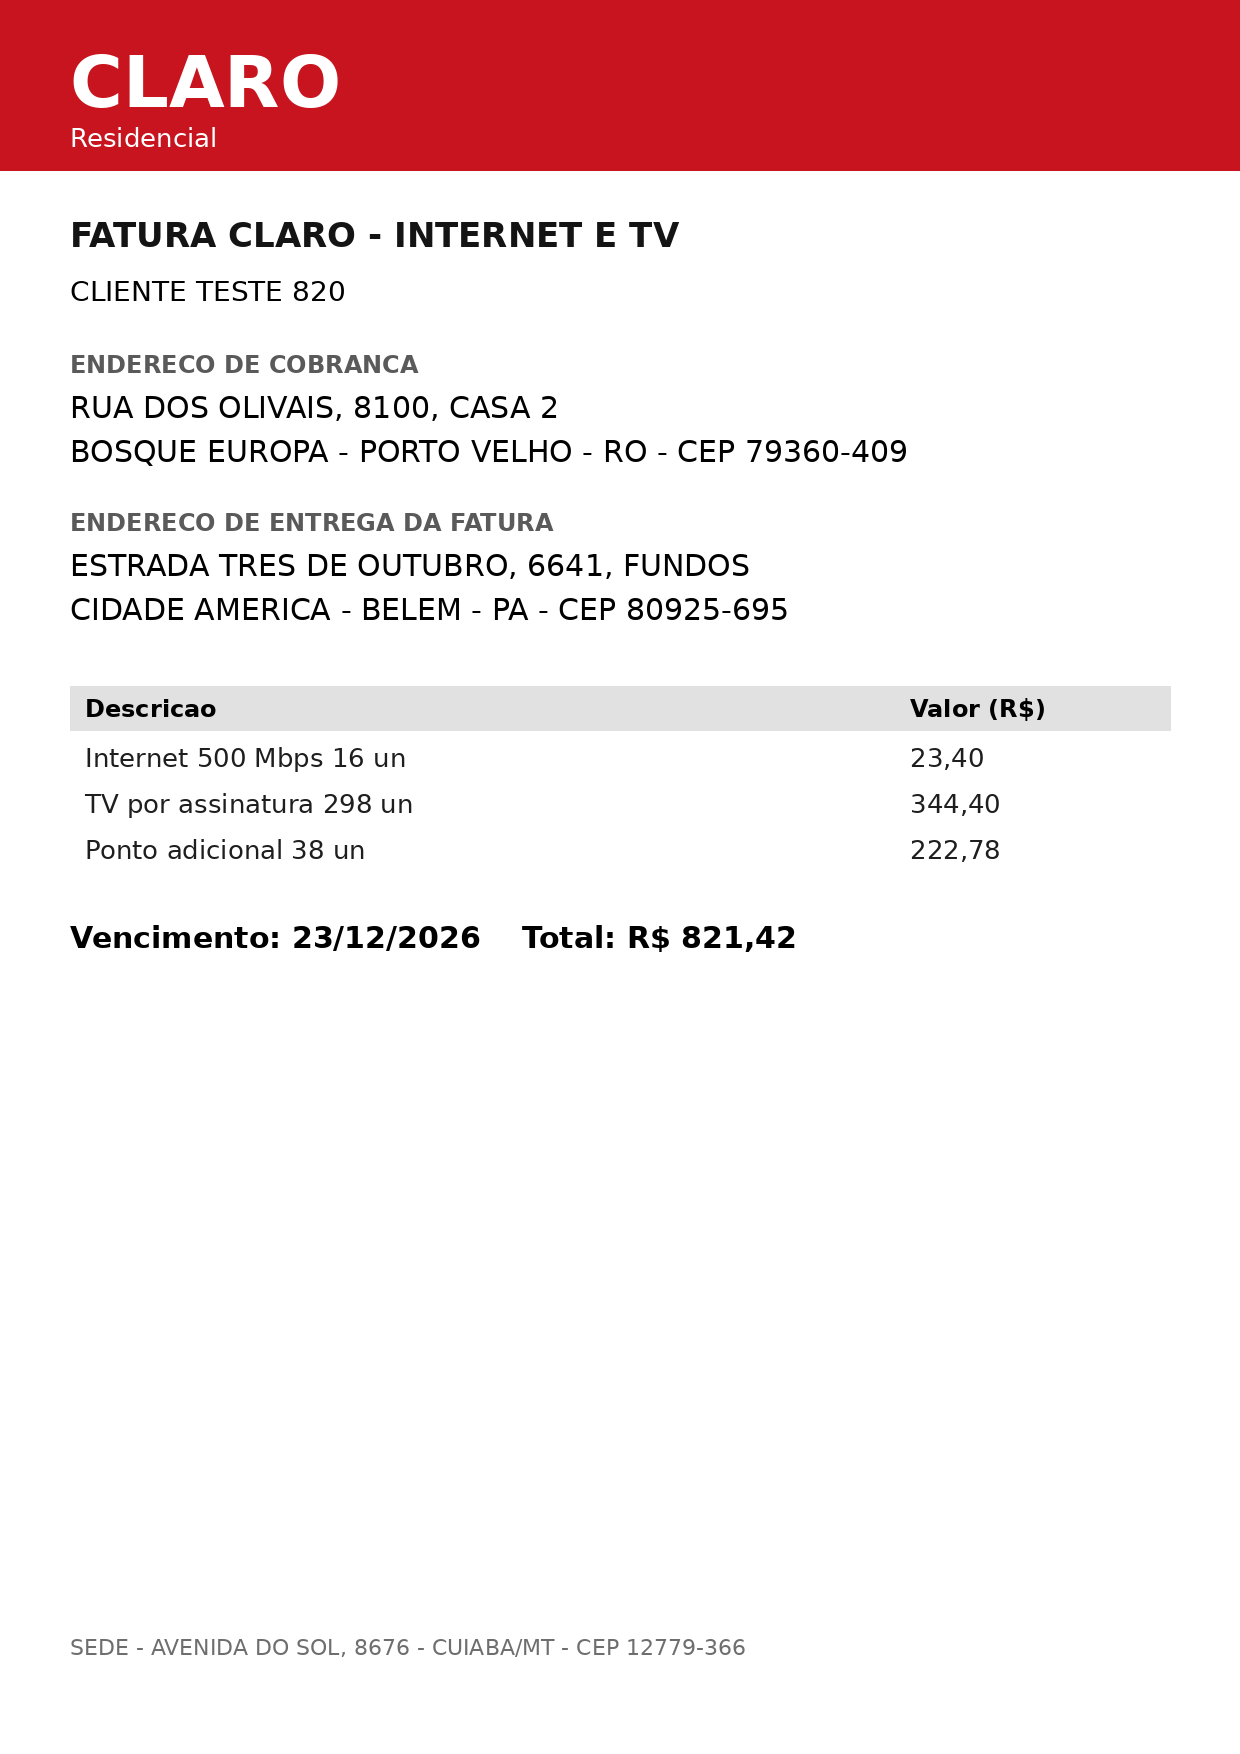 CLARO
Residencial
FATURA CLARO - INTERNET E TV
CLIENTE TESTE 820
ENDERECO DE COBRANCA
RUA DOS OLIVAIS, 8100, CASA 2
BOSQUE EUROPA - PORTO VELHO - RO - CEP 79360-409
ENDERECO DE ENTREGA DA FATURA
ESTRADA TRES DE OUTUBRO, 6641, FUNDOS
CIDADE AMERICA - BELEM - PA - CEP 80925-695
Descricao Valor (R$)
Internet 500 Mbps 16 un 23,40
TV por assinatura 298 un 344,40
Ponto adicional 38 un 222,78
Vencimento: 23/12/2026 Total: R$ 821,42
SEDE - AVENIDA DO SOL, 8676 - CUIABA/MT - CEP 12779-366